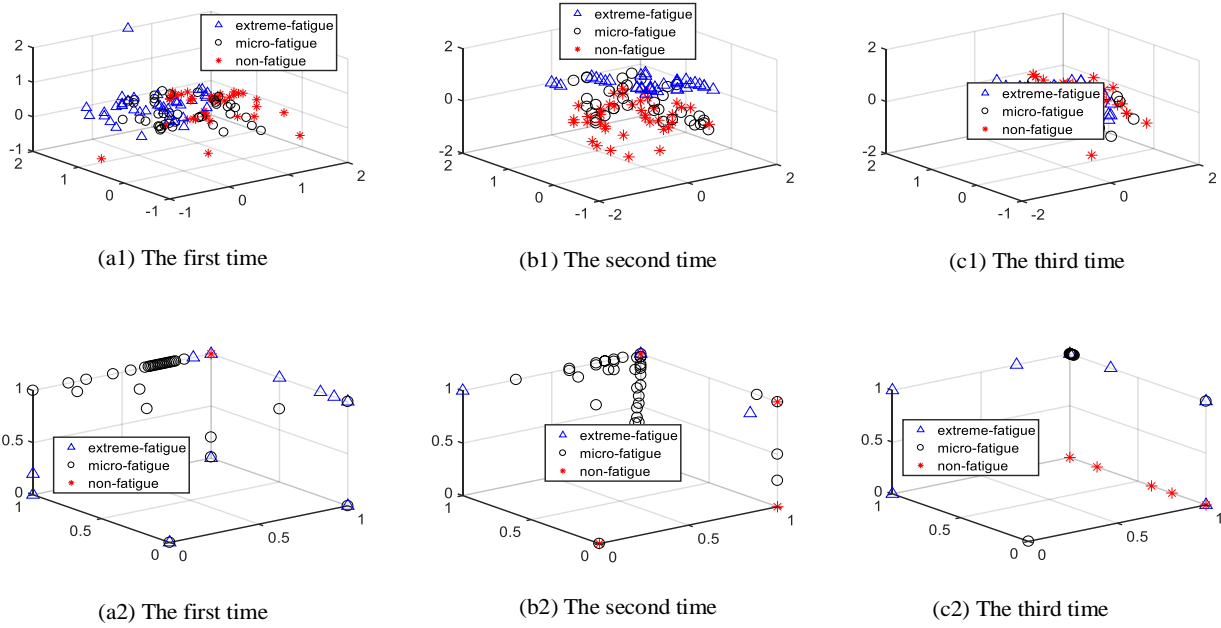 extreme-fatigue
micro-fatigue
non-fatigue
2
1
0
-1
2
1
0
-1
-1
0
1
2
(a1) The first time
extreme-fatigue
micro-fatigue
non-fatigue
2
0
-2
1
0
-1
-2
0
2
(b1) The second time
extreme-fatigue
micro-fatigue
non-fatigue
2
0
-2
2
1
0
-1
-2
0
2
(c1) The third time
extreme-fatigue
micro-fatigue
non-fatigue
1
0.5
0
1
0.5
0
0
0.5
1
(a2) The first time
extreme-fatigue
micro-fatigue
non-fatigue
1
0.5
0
1
0.5
0
0
0.5
1
(b2) The second time
extreme-fatigue
micro-fatigue
non-fatigue
1
0.5
0
1
0.5
0
0
0.5
1
(c2) The third time